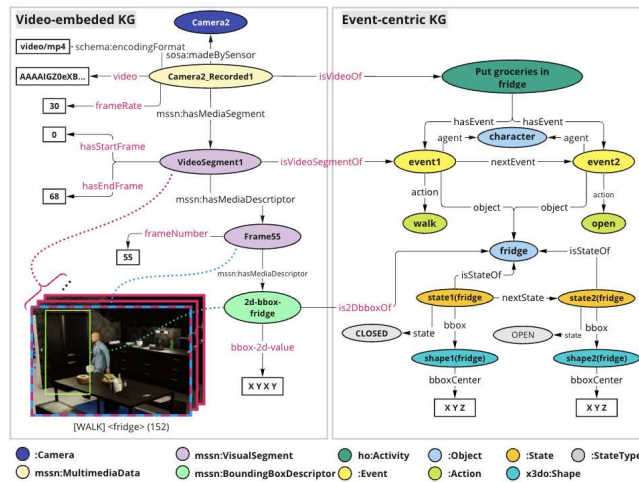 Video-embeded KG
Event-centric KG
Camera2
video/mp4
schema:encodingFormat
sosa:madeBySensor
AAAAIGZ0eXB...
video
Camera2_Recorded1
isVideoOf
Put groceries in
fridge
30
frameRate
mssn:hasMediaSegment
hasEvent
hasEvent
0
hasStartFrame
agent
character
agent
VideoSegment1
isVideoSegmentOf
event1
nextEvent
event2
hasEndFrame
68
mssn:hasMediaDescrtiptor
action
object
object
action
walk
open
frameNumber
55
Frame55
fridge
isStateOf
mssn:hasMediaDescriptor
isStateOf
2d-bbox-
fridge
is2DbboxOf
state1(fridge
nextState
state2(fridge
CLOSED
state
bbox
OPEN
state
bbox
bbox-2d-value
shape1(fridge)
shape2(fridge)
bboxCenter
bboxCenter
X Y X Y
X Y Z
X Y Z
[WALK] <fridge> (152)
:Camera
mssn:VisualSegment
ho:Activity
:Object
:State
:StateType
mssn:MultimediaData
mssn:BoundingBoxDescriptor
:Event
:Action
x3do:Shape